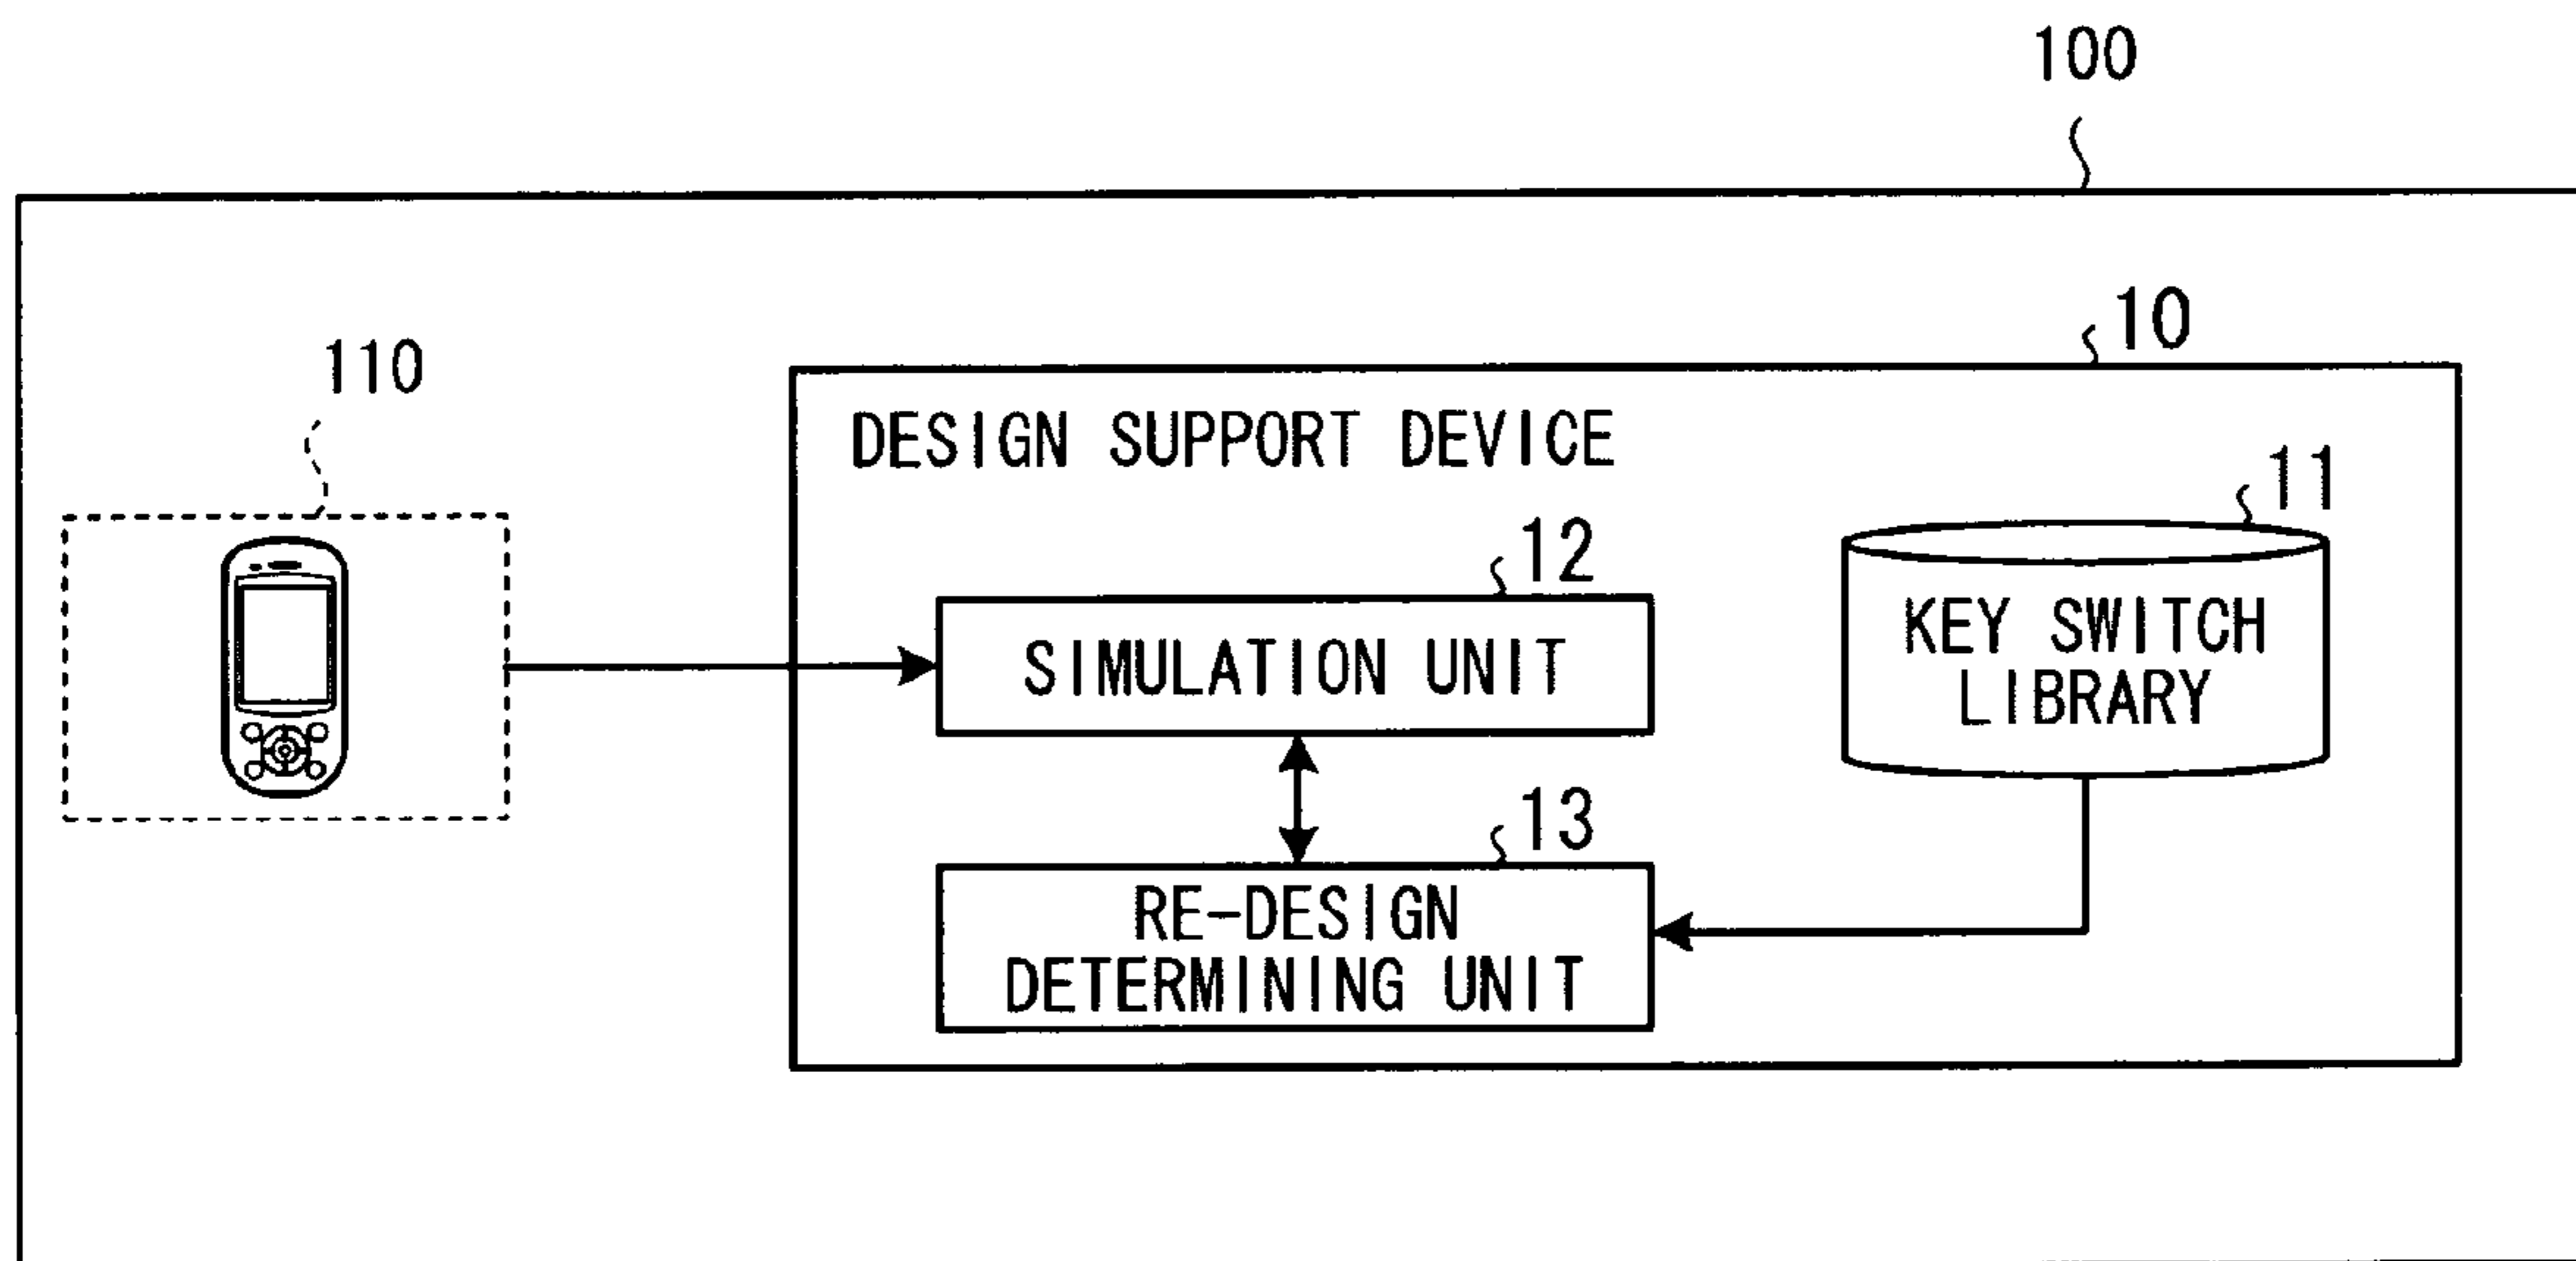 100
10
110
DESIGN SUPPORT DEVICE
11
12
KEY SWITCH
LIBRARY
SIMULATION UNIT
13
RE-DESIGN
DETERMINING UNIT